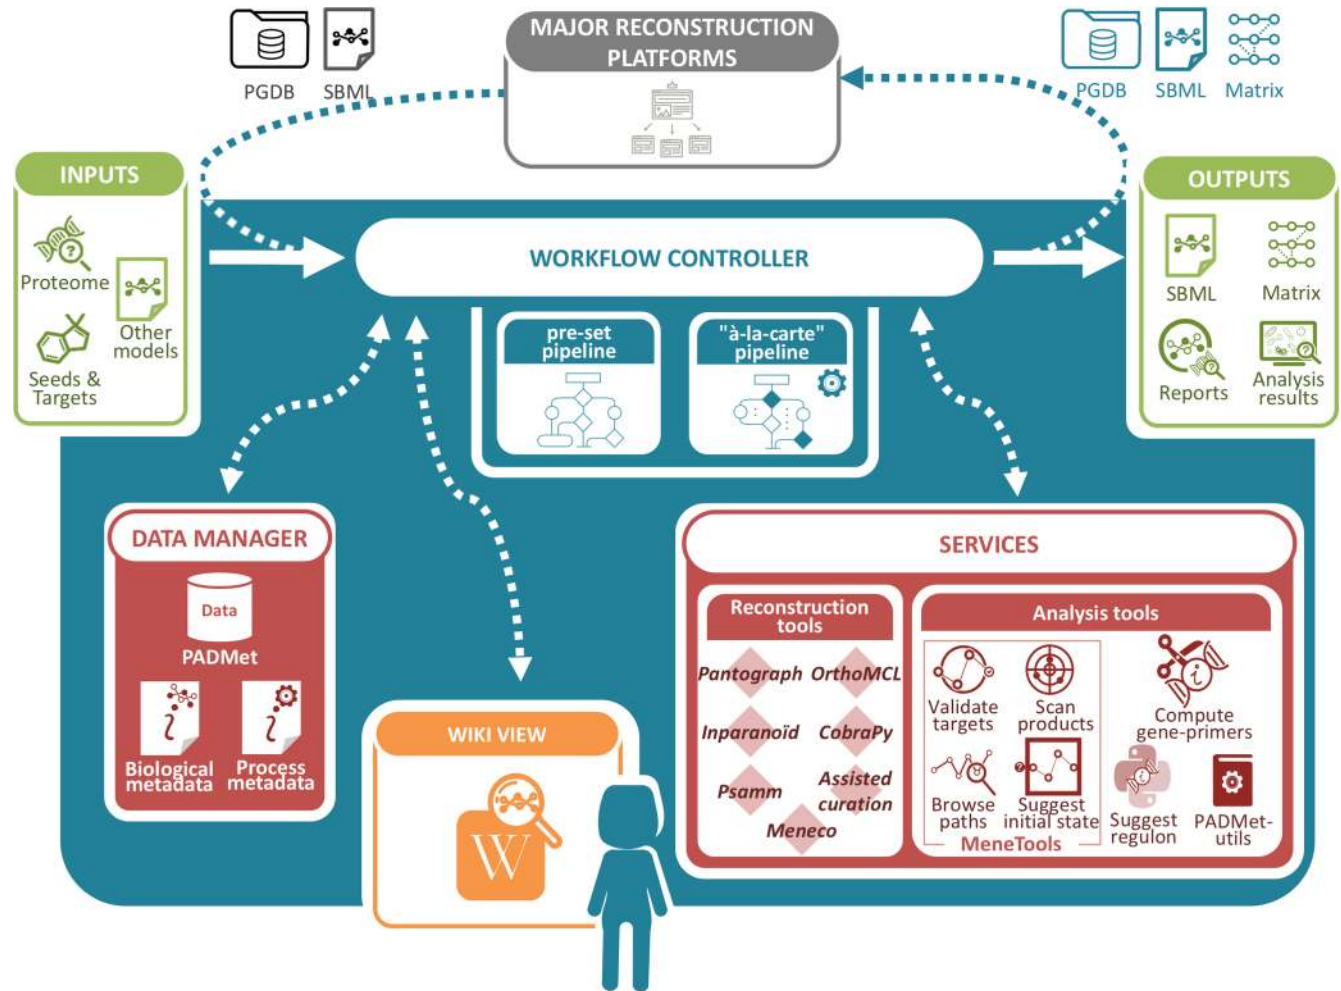 MAJOR RECONSTRUCTION
PLATFORMS
PGDB
SBML
PGDB
SBML
Matrix
INPUTS
Proteome
Other
models
Seeds &
Targets
WORKFLOW CONTROLLER
pre-set
pipeline
"à-la-carte"
pipeline
OUTPUTS
SBML
Matrix
Reports
Analysis
results
DATA MANAGER
Data
PADMet
Biological
metadata
Process
metadata
WIKI VIEW
W
SERVICES
Reconstruction
tools
Pantograph
OrthoMCL
Inparanoïd
CobraPy
Psamm
Assisted
curation
Meneco
Analysis tools
Validate
targets
Scan
products
Browse
paths
Suggest
initial state
MeneTools
Compute
gene-primers
Suggest
regulon
PADMet-
utils